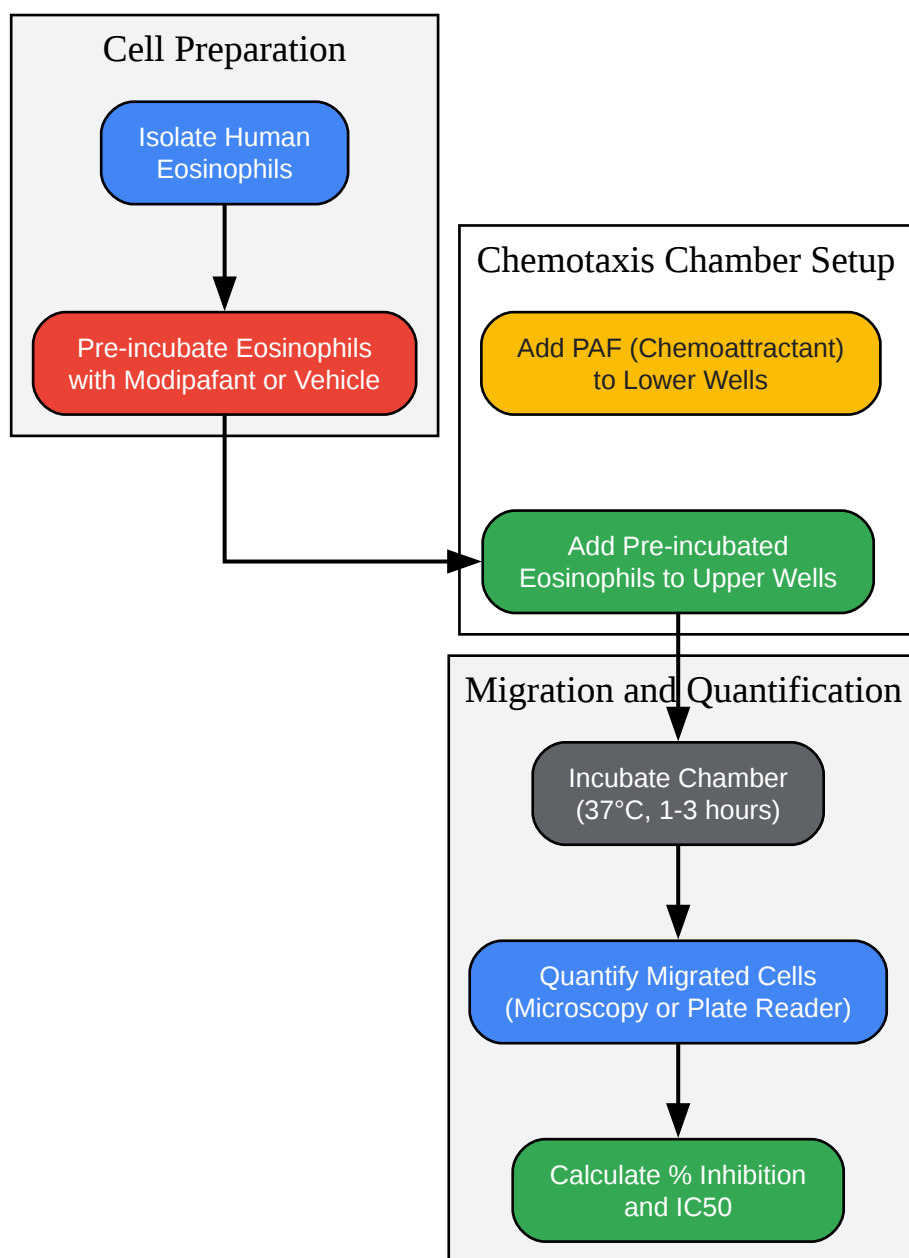 Cell Preparation
Isolate Human
Eosinophils
Pre-incubate Eosinophils
with Modipafant or Vehicle
Chemotaxis Chamber Setup
Add PAF (Chemoattractant)
to Lower Wells
Add Pre-incubated
Eosinophils to Upper Wells
Migration and Quantification
Incubate Chamber
(37°C, 1-3 hours)
Quantify Migrated Cells
(Microscopy or Plate Reader)
Calculate % Inhibition
and IC50